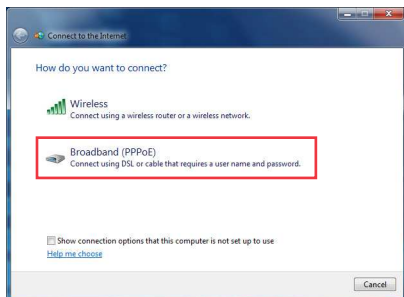 Connect to the Internet
How do you want to connect?
Wireless
Connect using a wireless router or a wireless network.
Broadband (PPPoE)
Connect using DSL or cable that requires a user name and password.
Show connection options that this computer is not set up to use
Help me choose
Cancel